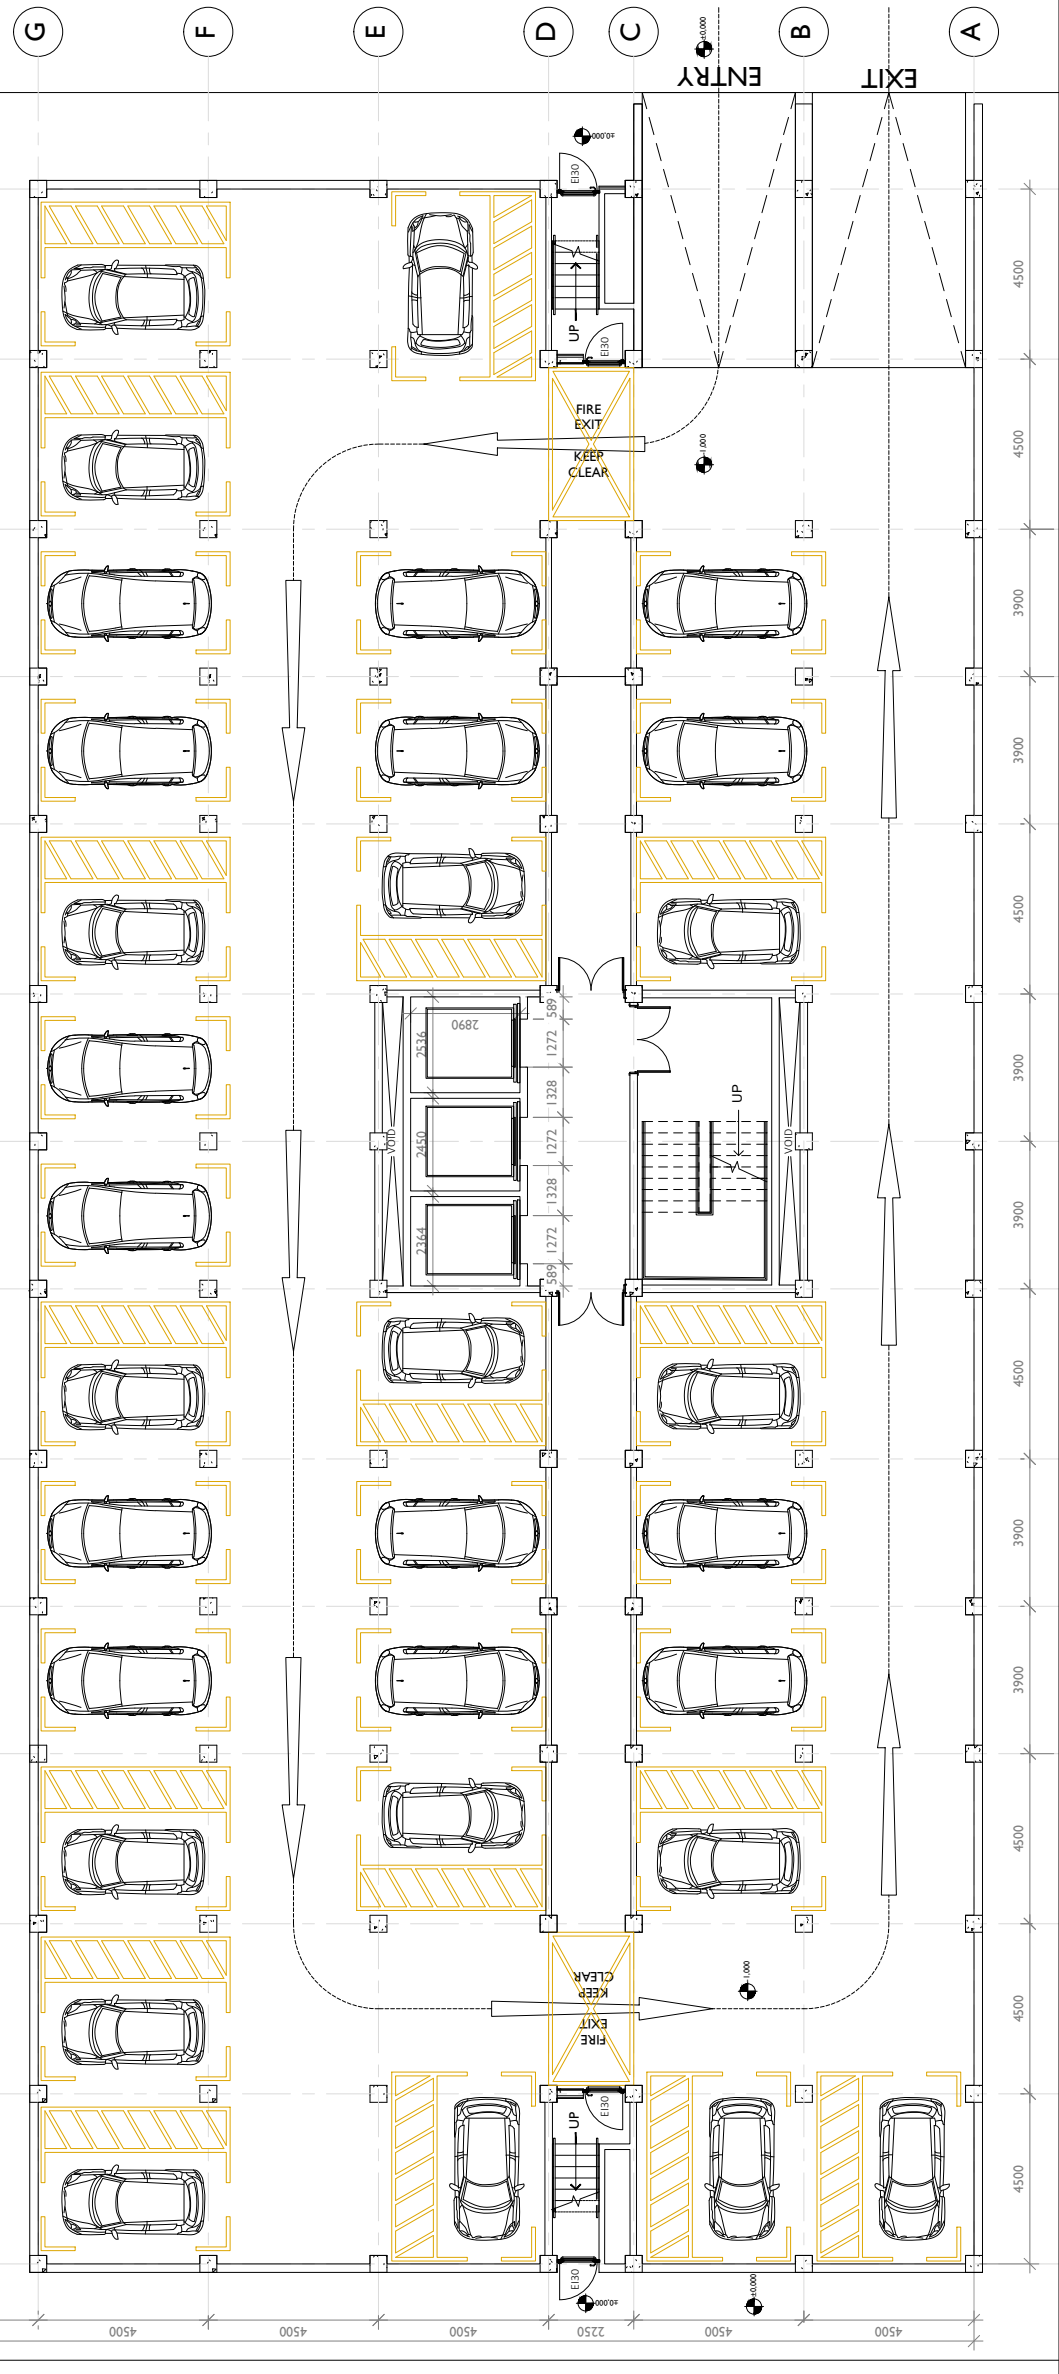 G
F
E
D
C
B
A
±0,000
ENTRY
EXIT
±0,000
EI30
4500
UP
EI30
FIRE
EXIT
KEEP
CLEAR
-1,000
4500
3900
3900
4500
589
2890
2536
1272
3900
1328
UP
VOID
2450
1272
VOID
1328
3900
2364
1272
589
4500
3900
3900
4500
-1,000
CLEAR
KEEP
EXIT
FIRE
4500
EI30
UP
4500
EI30
±0,000
±0,000
4500
4500
4500
2250
4500
4500